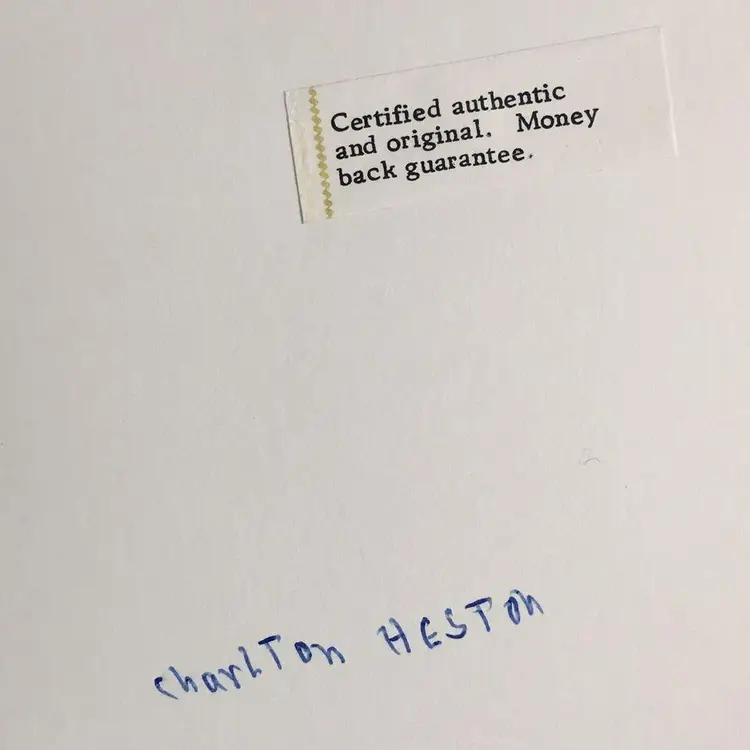 Certified authentic
and original. Money
back guarantee.
CharlTon HESTON